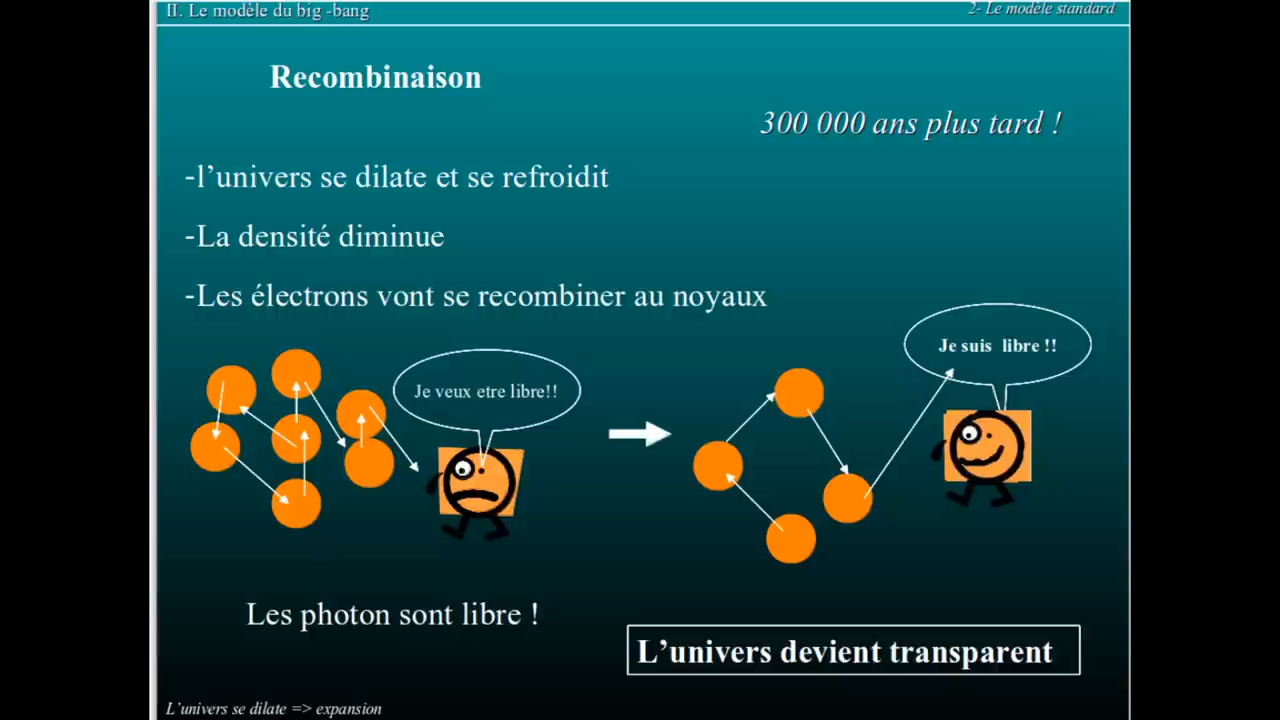 II. Le modèle du big -bang
2- Le modèle standard
Recombinaison
300 000 ans plus tard !
-l’univers se dilate et se refroidit
-La densité diminue
-Les électrons vont se recombiner au noyaux
Je suis libre !!
Je veux etre libre!!
Les photon sont libre !
L’univers devient transparent
L’univers se dilate => expansion